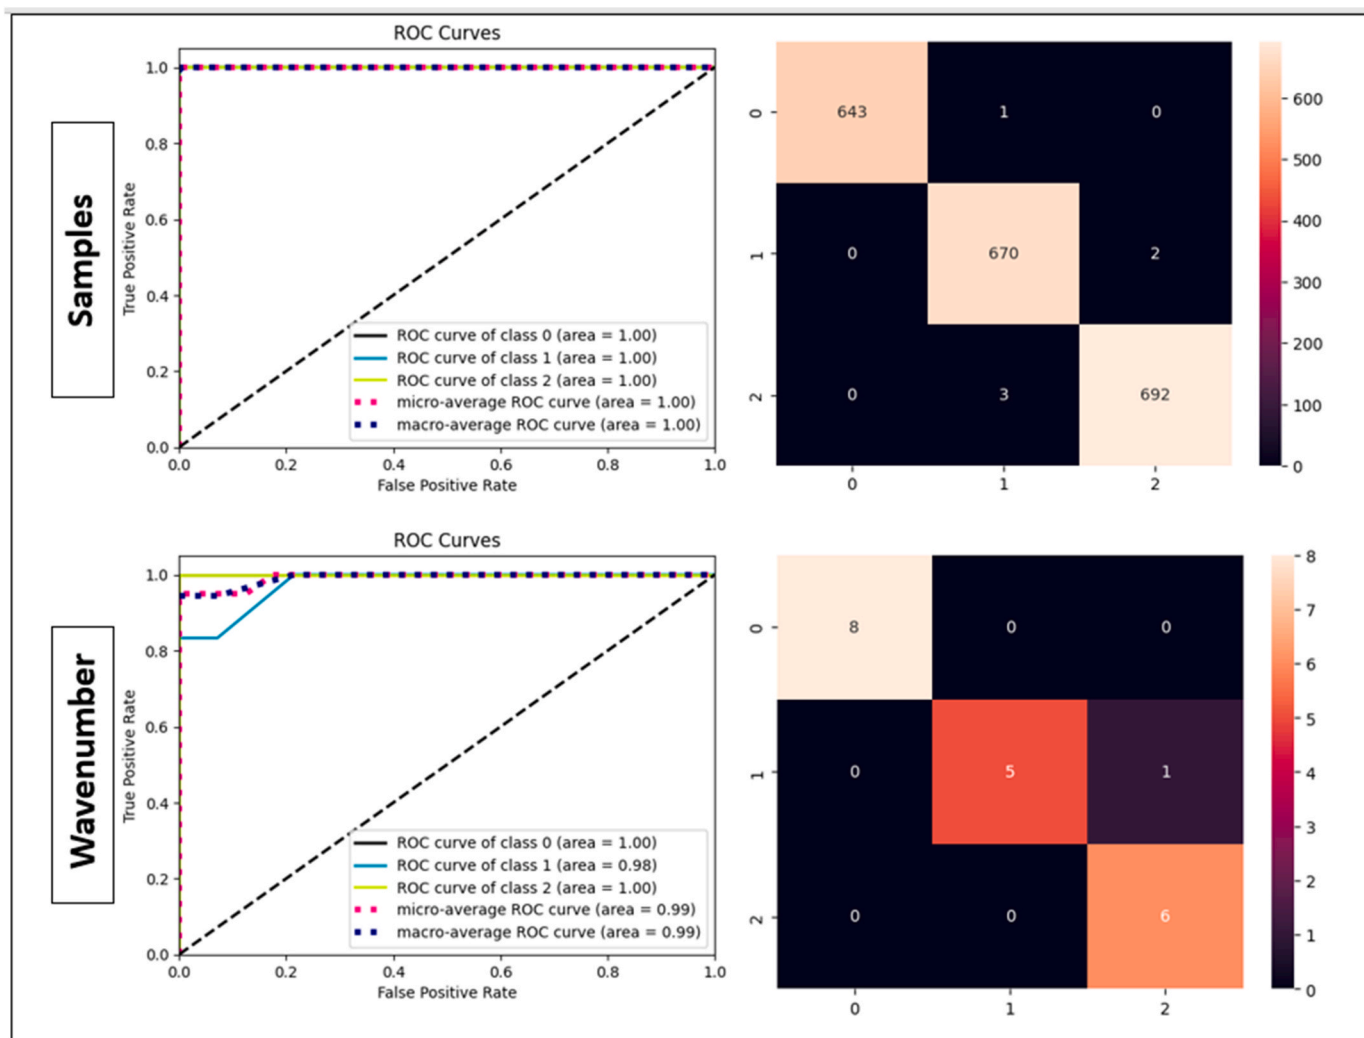 Samples
ROC Curves
True Positive Rate
1.0
0.8
0.6
0.4
0.2
0.0
0.0 0.2 0.4 0.6 0.8 1.0
False Positive Rate
ROC curve of class 0 (area = 1.00)
ROC curve of class 1 (area = 1.00)
ROC curve of class 2 (area = 1.00)
micro-average ROC curve (area = 1.00)
macro-average ROC curve (area = 1.00)
0 643 1 0
1 0 670 2
2 0 3 692
0 1 2
600
500
400
300
200
100
0
Wavenumber
ROC Curves
True Positive Rate
1.0
0.8
0.6
0.4
0.2
0.0
0.0 0.2 0.4 0.6 0.8 1.0
False Positive Rate
ROC curve of class 0 (area = 1.00)
ROC curve of class 1 (area = 0.98)
ROC curve of class 2 (area = 1.00)
micro-average ROC curve (area = 0.99)
macro-average ROC curve (area = 0.99)
0 8 0 0
1 0 5 1
2 0 0 6
0 1 2
8
7
6
5
4
3
2
1
0